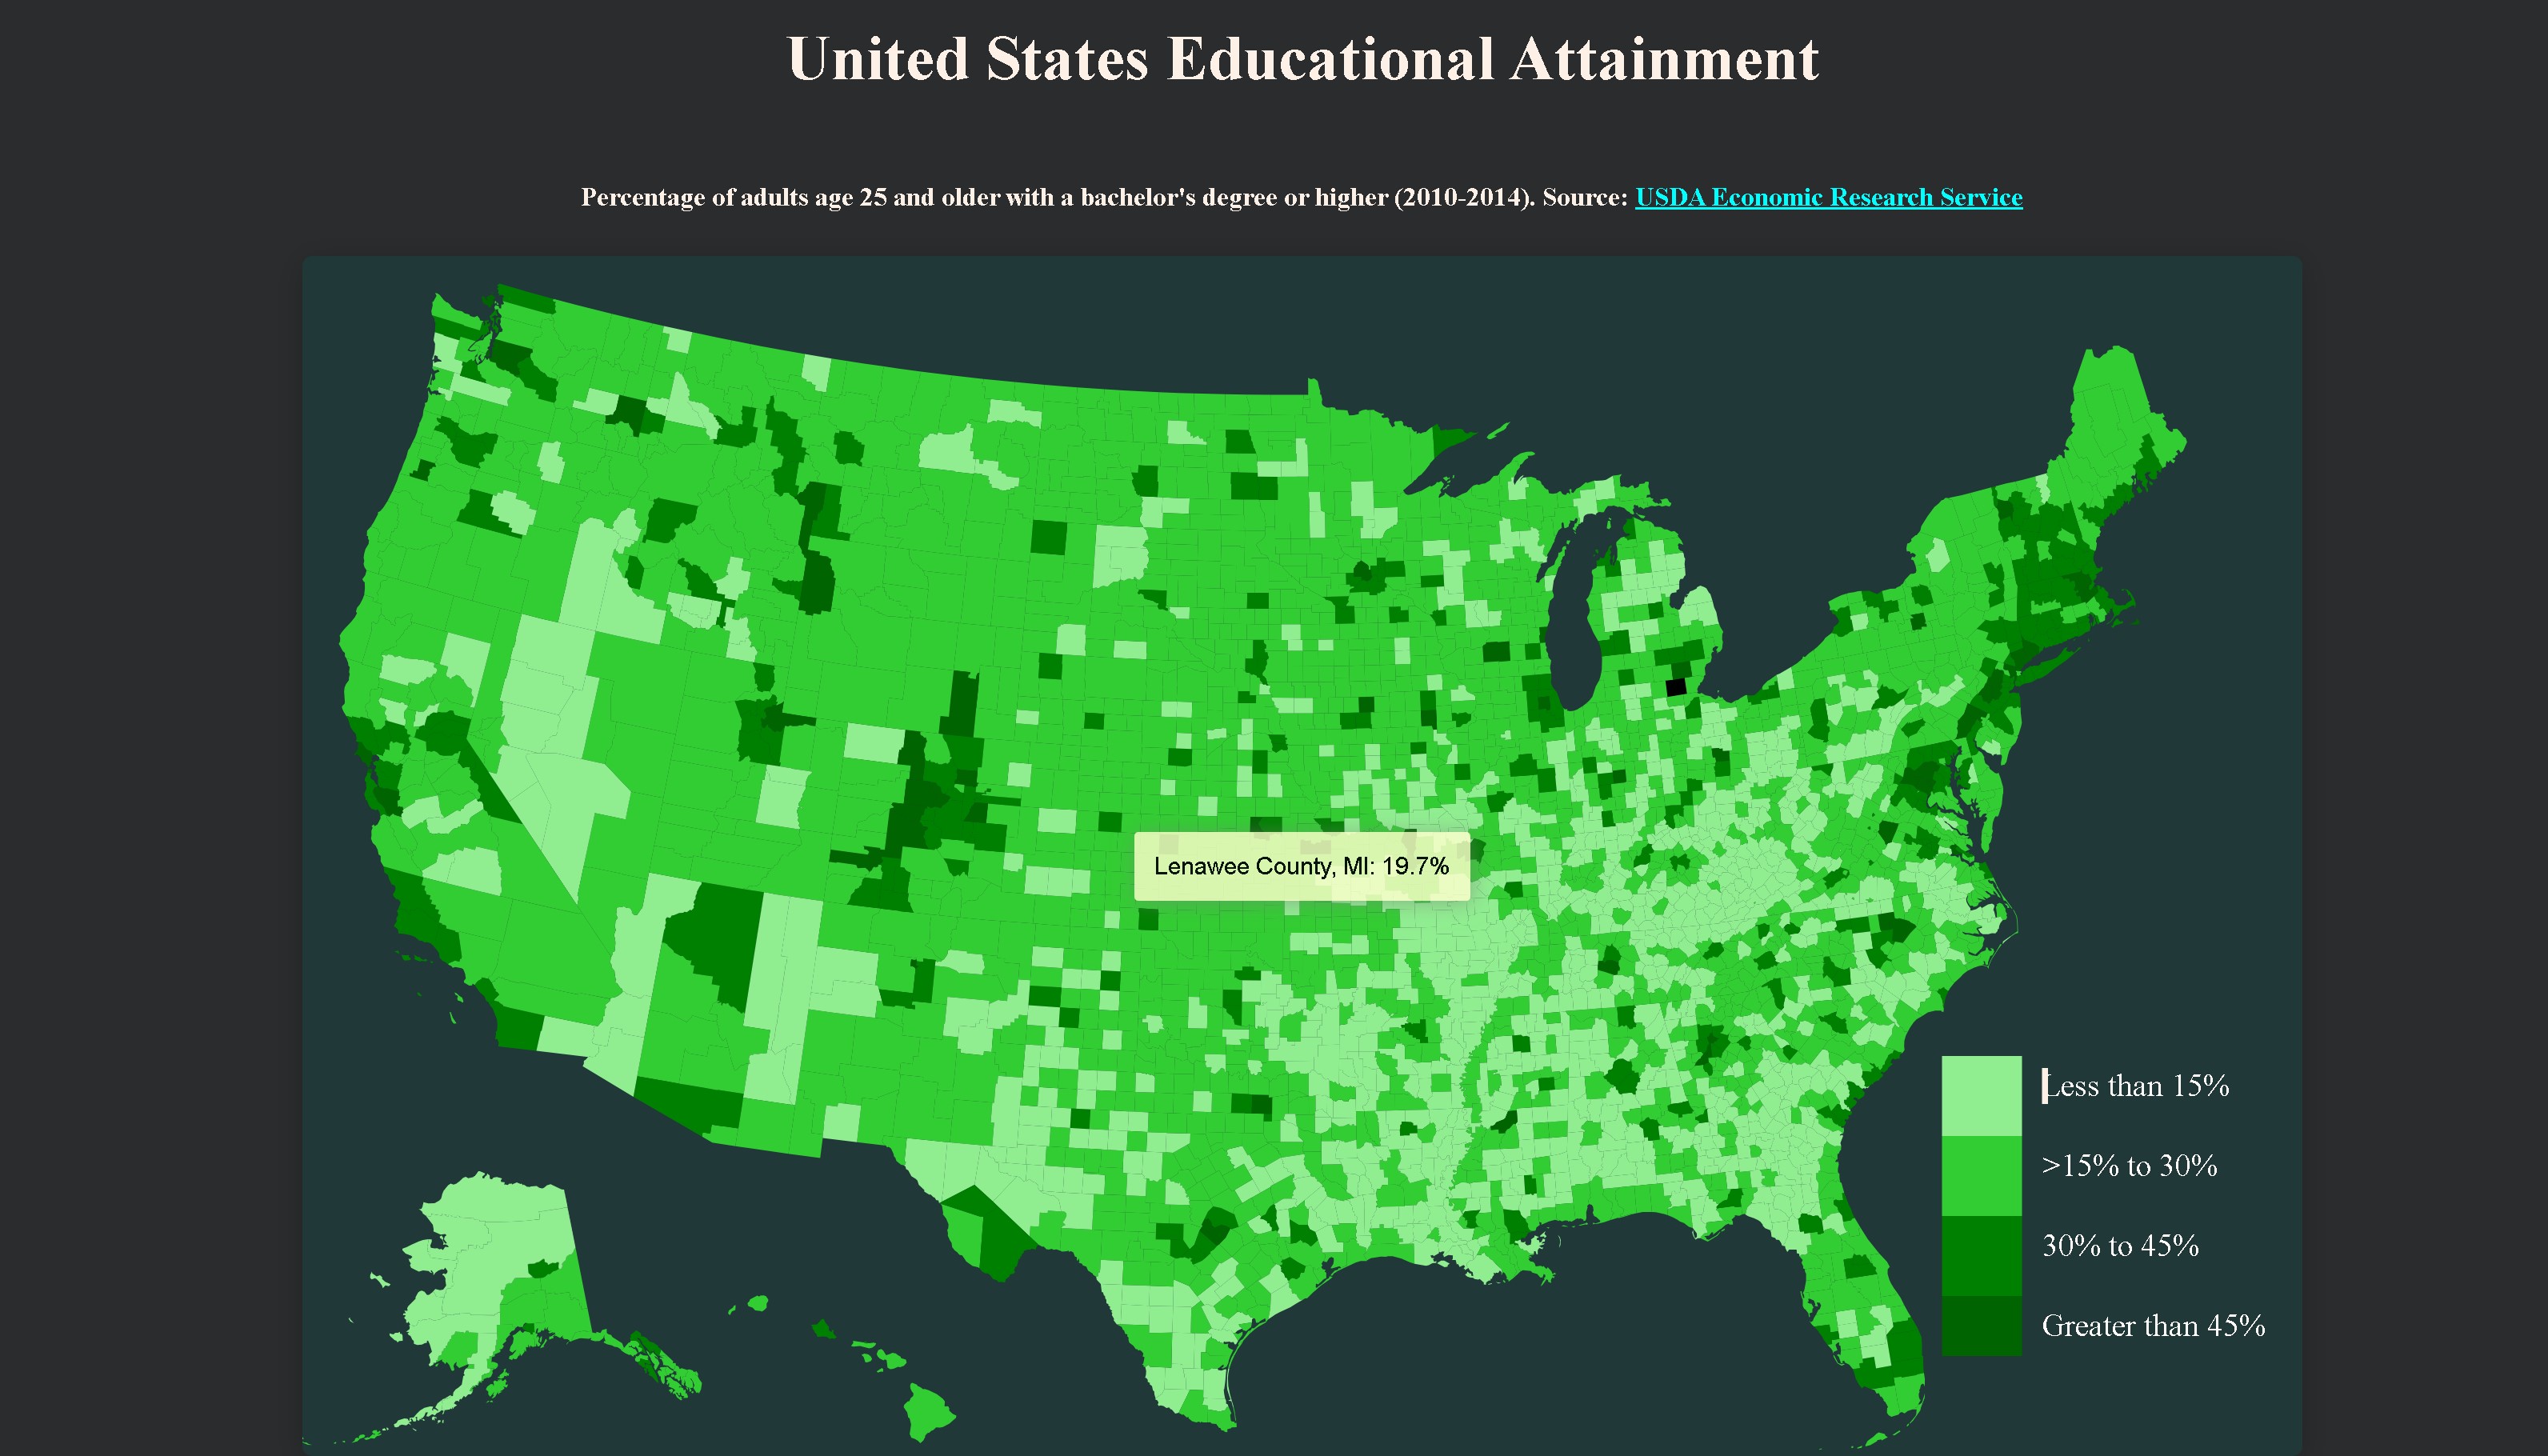 United States Educational Attainment
Percentage of adults age 25 and older with a bachelor's degree or higher (2010-2014). Source: USDA Economic Research Service
Lenawee County, MI: 19.7%
Less than 15%
>15% to 30%
30% to 45%
Greater than 45%